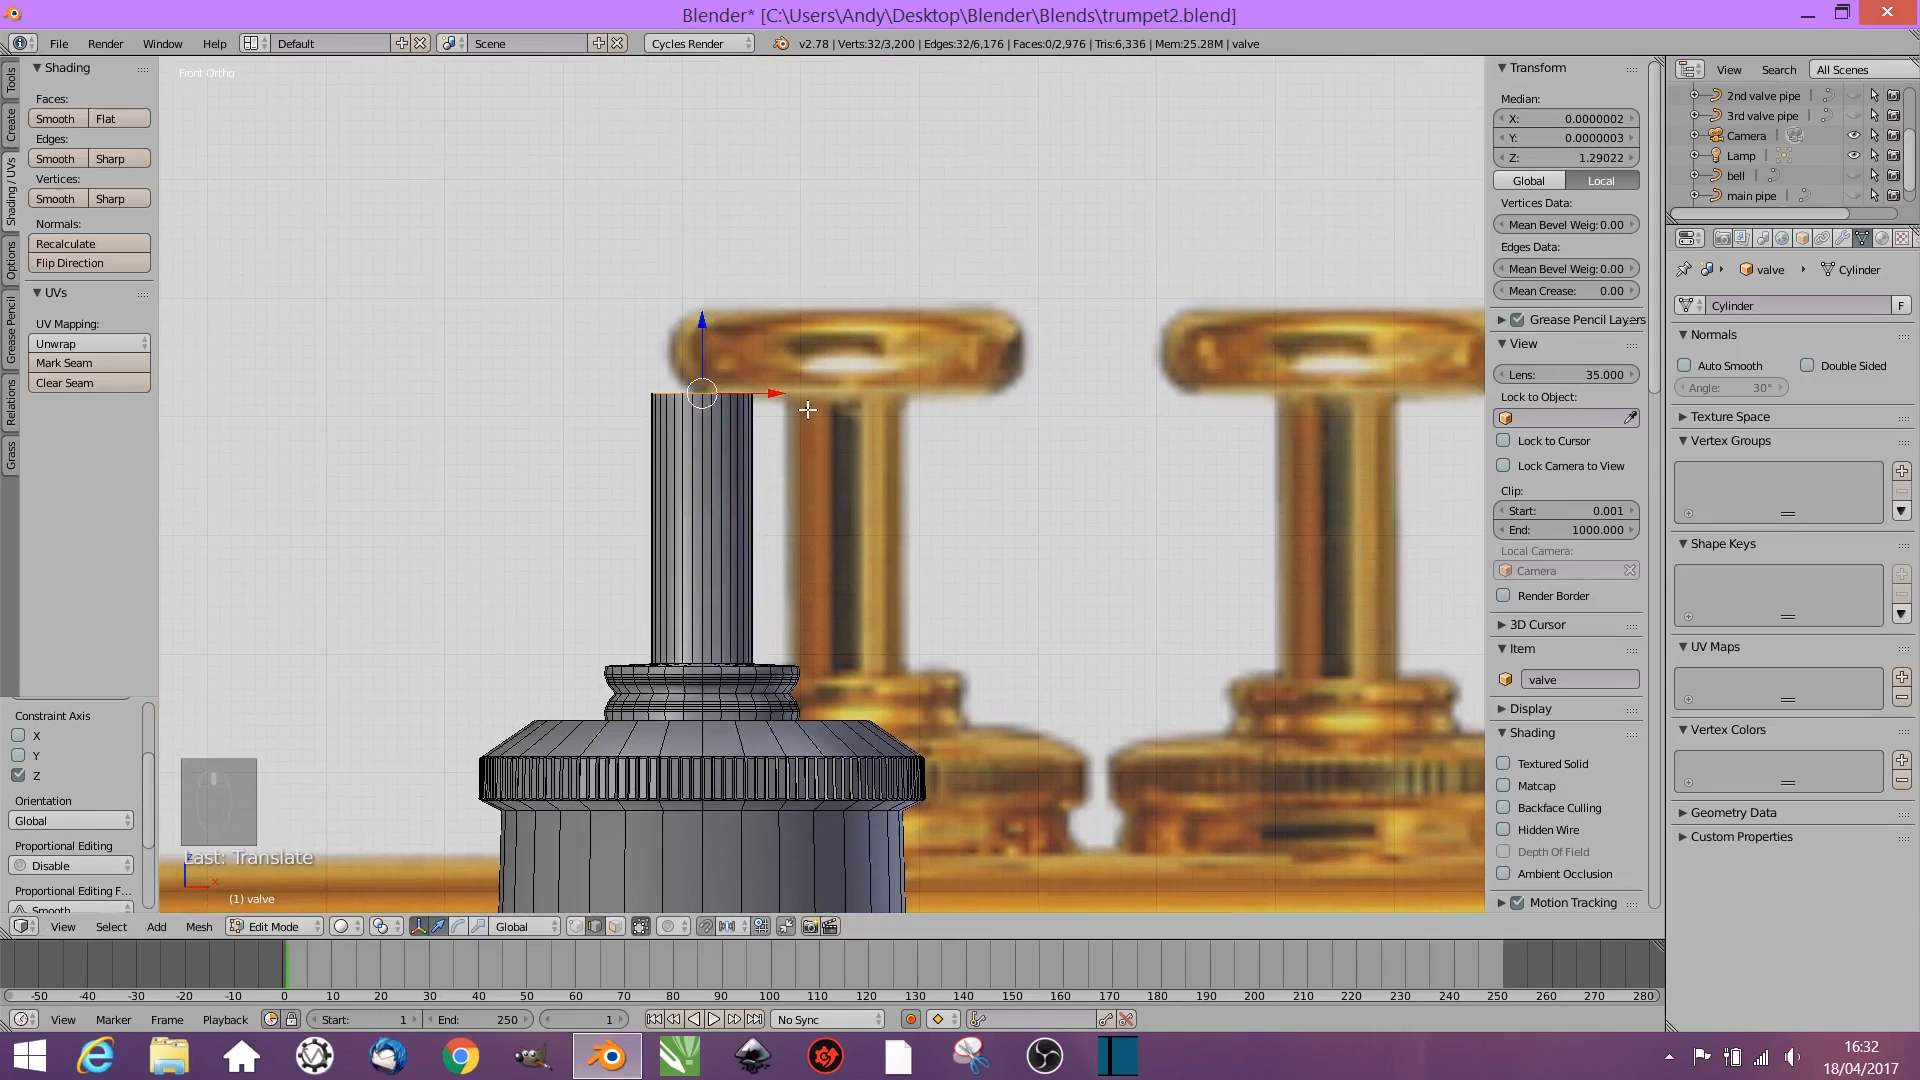 Blender* [C:\Users\Andy\Desktop\Blender\Blends\trumpet2.blend]
File Render Window Help Default Scene Cycles Render v2.78 | Verts:32/3,200 | Edges:32/6,176 | Faces:0/2,976 | Tris:6,336 | Mem:25.28M | valve
Tools
Create
Shading / UVs
Options
Grease Pencil
Relations
Grass
Shading
Faces:
Smooth Flat
Edges:
Smooth Sharp
Vertices:
Smooth Sharp
Normals:
Recalculate
Flip Direction
UVs
UV Mapping:
Unwrap
Mark Seam
Clear Seam
Constraint Axis
X
Y
Z
Orientation
Global
Proportional Editing
Disable
Proportional Editing F...
Smooth
Front Ortho
Last: Translate
z
x
(1) valve
Transform
Median:
X: 0.0000002
Y: 0.0000003
Z: 1.29022
Global Local
Vertices Data:
Mean Bevel Weig: 0.00
Edges Data:
Mean Bevel Weig: 0.00
Mean Crease: 0.00
Grease Pencil Layers
View
Lens: 35.000
Lock to Object:
Lock to Cursor
Lock Camera to View
Clip:
Start: 0.001
End: 1000.000
Local Camera:
Camera
Render Border
3D Cursor
Item
valve
Display
Shading
Textured Solid
Matcap
Backface Culling
Hidden Wire
Depth Of Field
Ambient Occlusion
Motion Tracking
View Search All Scenes
2nd valve pipe
3rd valve pipe
Camera
Lamp
bell
main pipe
valve Cylinder
Cylinder F
Normals
Auto Smooth Double Sided
Angle: 30°
Texture Space
Vertex Groups
Shape Keys
UV Maps
Vertex Colors
Geometry Data
Custom Properties
View Select Add Mesh Edit Mode Global
-50 -40 -30 -20 -10 0 10 20 30 40 50 60 70 80 90 100 110 120 130 140 150 160 170 180 190 200 210 220 230 240 250 260 270 280
View Marker Frame Playback Start: 1 End: 250 1 No Sync
16:32
18/04/2017